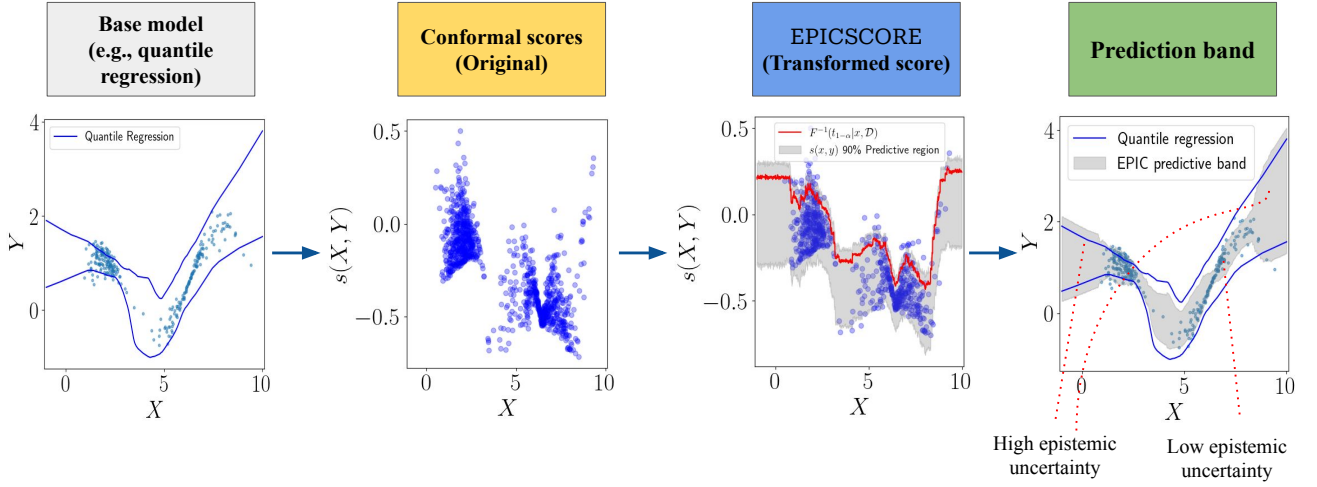 Base model
(e.g., quantile
regression)
Conformal scores
(Original)
EPICSCORE
(Transformed score)
Prediction band
4
2
0
Y
Quantile Regression
0
5
10
X
0.5
0.0
−0.5
s(X, Y)
0
5
10
X
0.5
0.0
−0.5
s(X, Y)
F⁻¹(t₁₋α|x, D)
s(x, y) 90% Predictive region
0
5
10
X
4
2
0
Y
Quantile regression
EPIC predictive band
0
5
10
X
High epistemic
uncertainty
Low epistemic
uncertainty